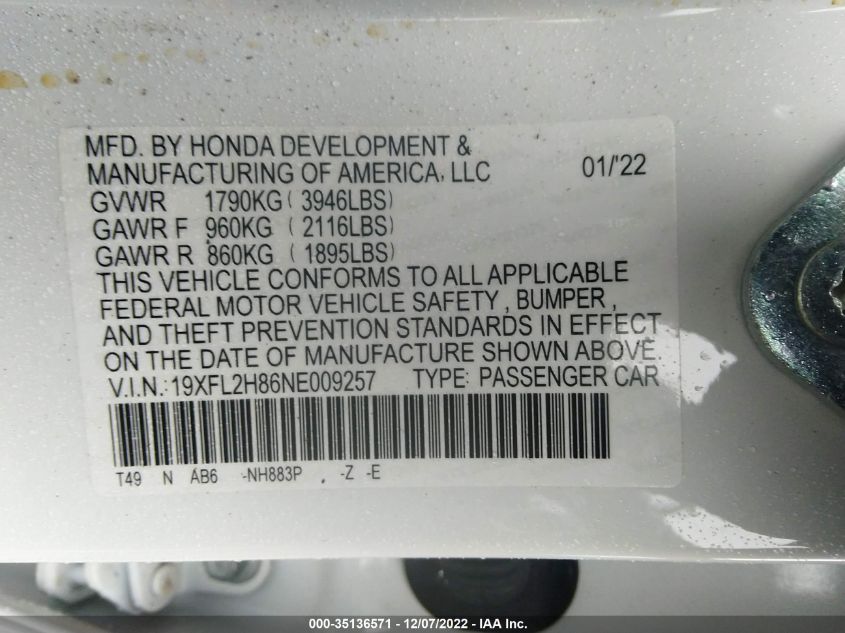 MFD. BY HONDA DEVELOPMENT &
MANUFACTURING OF AMERICA, LLC 01/'22
GVWR 1790KG ( 3946LBS)
GAWR F 960KG ( 2116LBS)
GAWR R 860KG ( 1895LBS)
THIS VEHICLE CONFORMS TO ALL APPLICABLE
FEDERAL MOTOR VEHICLE SAFETY , BUMPER ,
AND THEFT PREVENTION STANDARDS IN EFFECT
ON THE DATE OF MANUFACTURE SHOWN ABOVE.
V.I.N.:19XFL2H86NE009257 TYPE: PASSENGER CAR
T49 N AB6 -NH883P , -Z -E
000-35136571 - 12/07/2022 - IAA Inc.